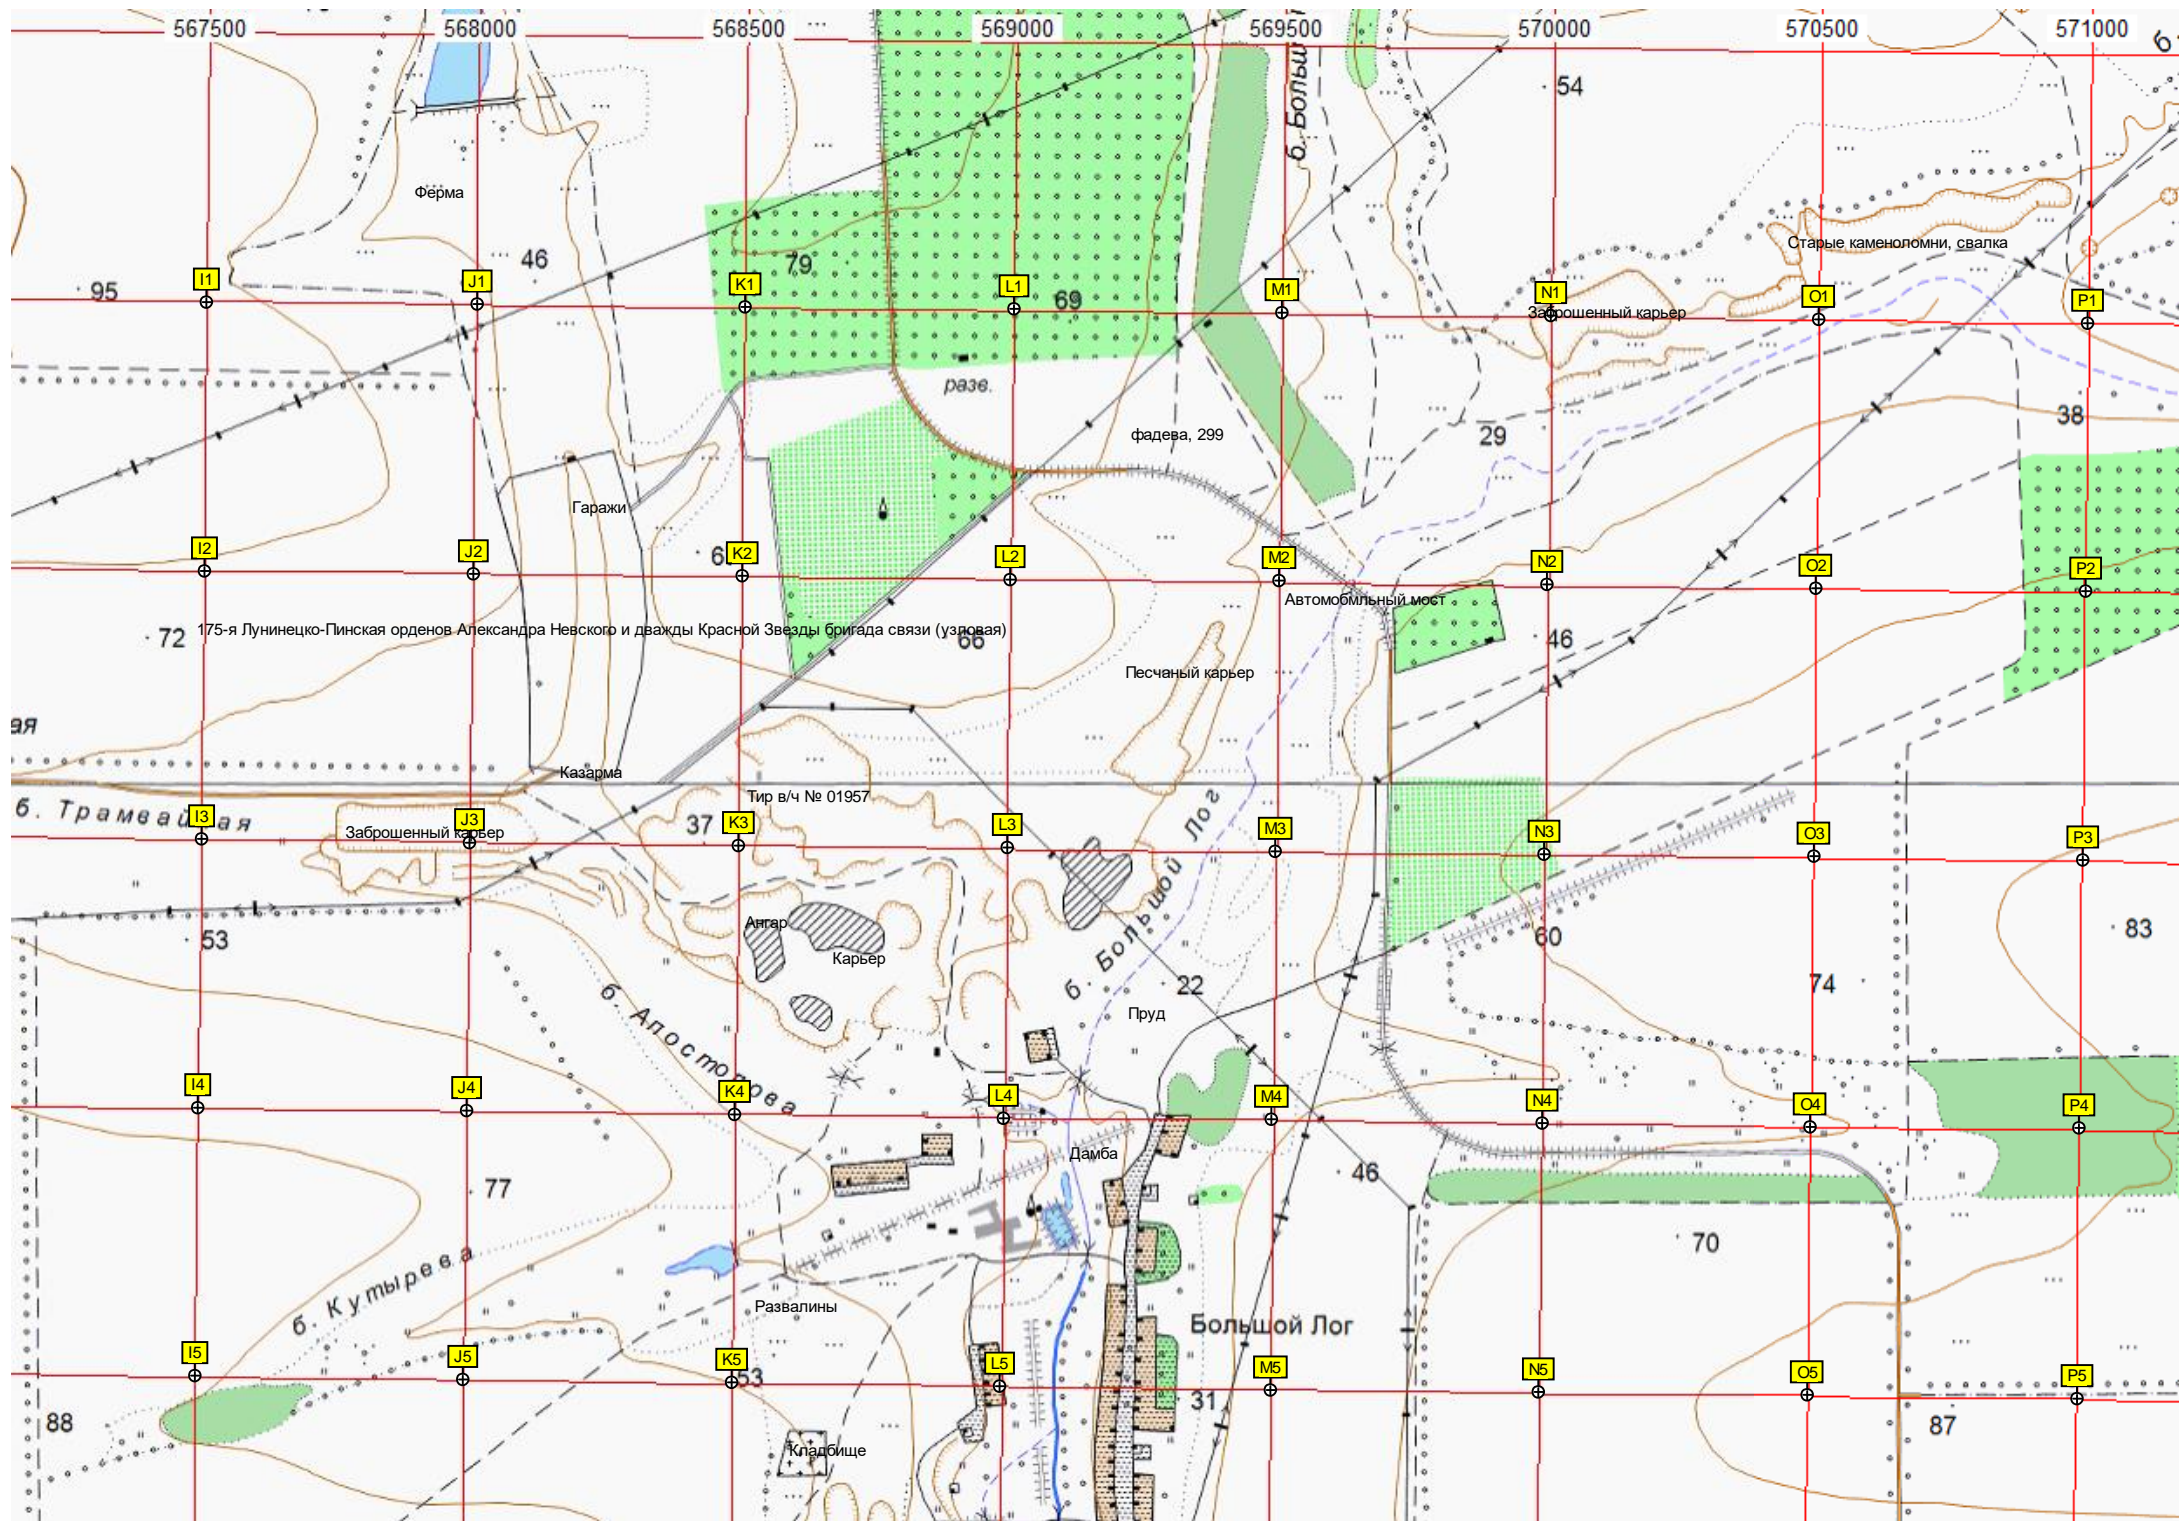 567500 568000 568500 569000 569500 570000 570500 571000
б.
б. Больш
54
Ферма
Старые каменоломни, свалка
46
79
95
69
I1 J1 K1 L1 M1 N1 O1 P1
Заброшенный карьер
разв.
38
фадева, 299
29
Гаражи
6
I2 J2 K2 L2 M2 N2 O2 P2
Автомобмльный мост
175-я Лунинецко-Пинская орденов Александра Невского и дважды Красной Звезды бригада связи (узловая)
72
66
46
Песчаный карьер
ая
Казарма
Тир в/ч № 01957
б. Трамвайная
Заброшенный карьер
37
I3 J3 K3 L3 M3 N3 O3 P3
б. Большой Лог
Ангар
53
60
83
Карьер
22
74
Пруд
б. Апостолова
I4 J4 K4 L4 M4 N4 O4 P4
Дамба
77
46
70
б. Кутырева
Развалины
Большой Лог
I5 J5 K5 L5 M5 N5 O5 P5
53
31
88
87
Кладбище